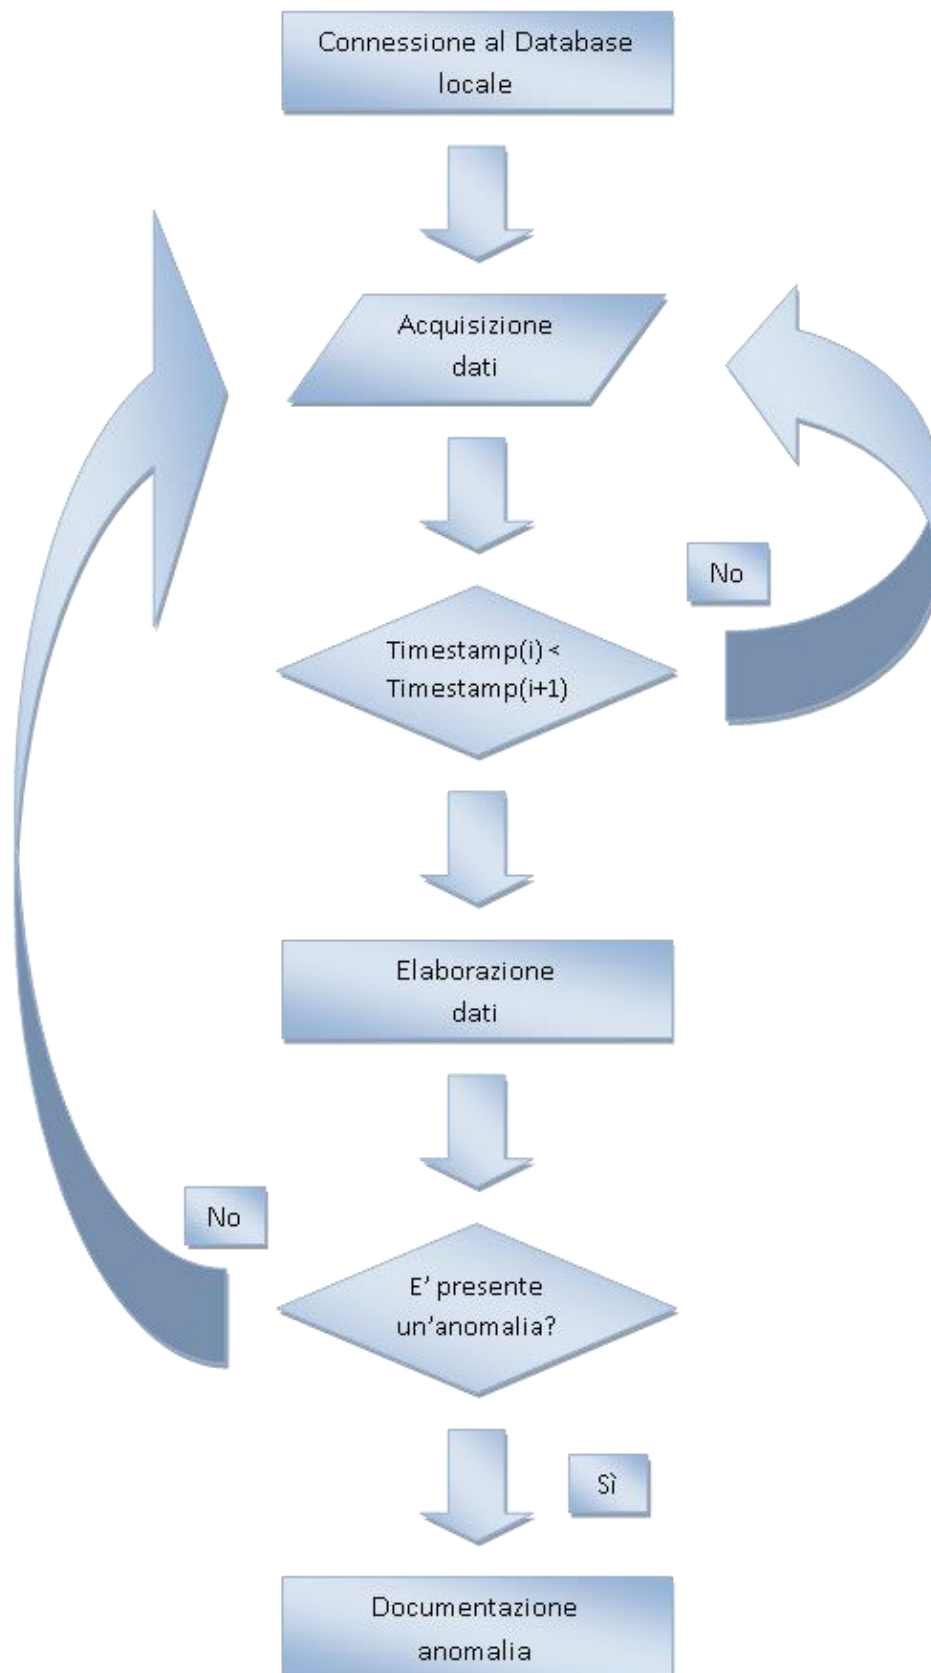 Connessione al Database
locale
Acquisizione
dati
No
Timestamp(i) <
Timestamp(i+1)
Elaborazione
dati
No
E' presente
un'anomalia?
Sì
Documentazione
anomalia